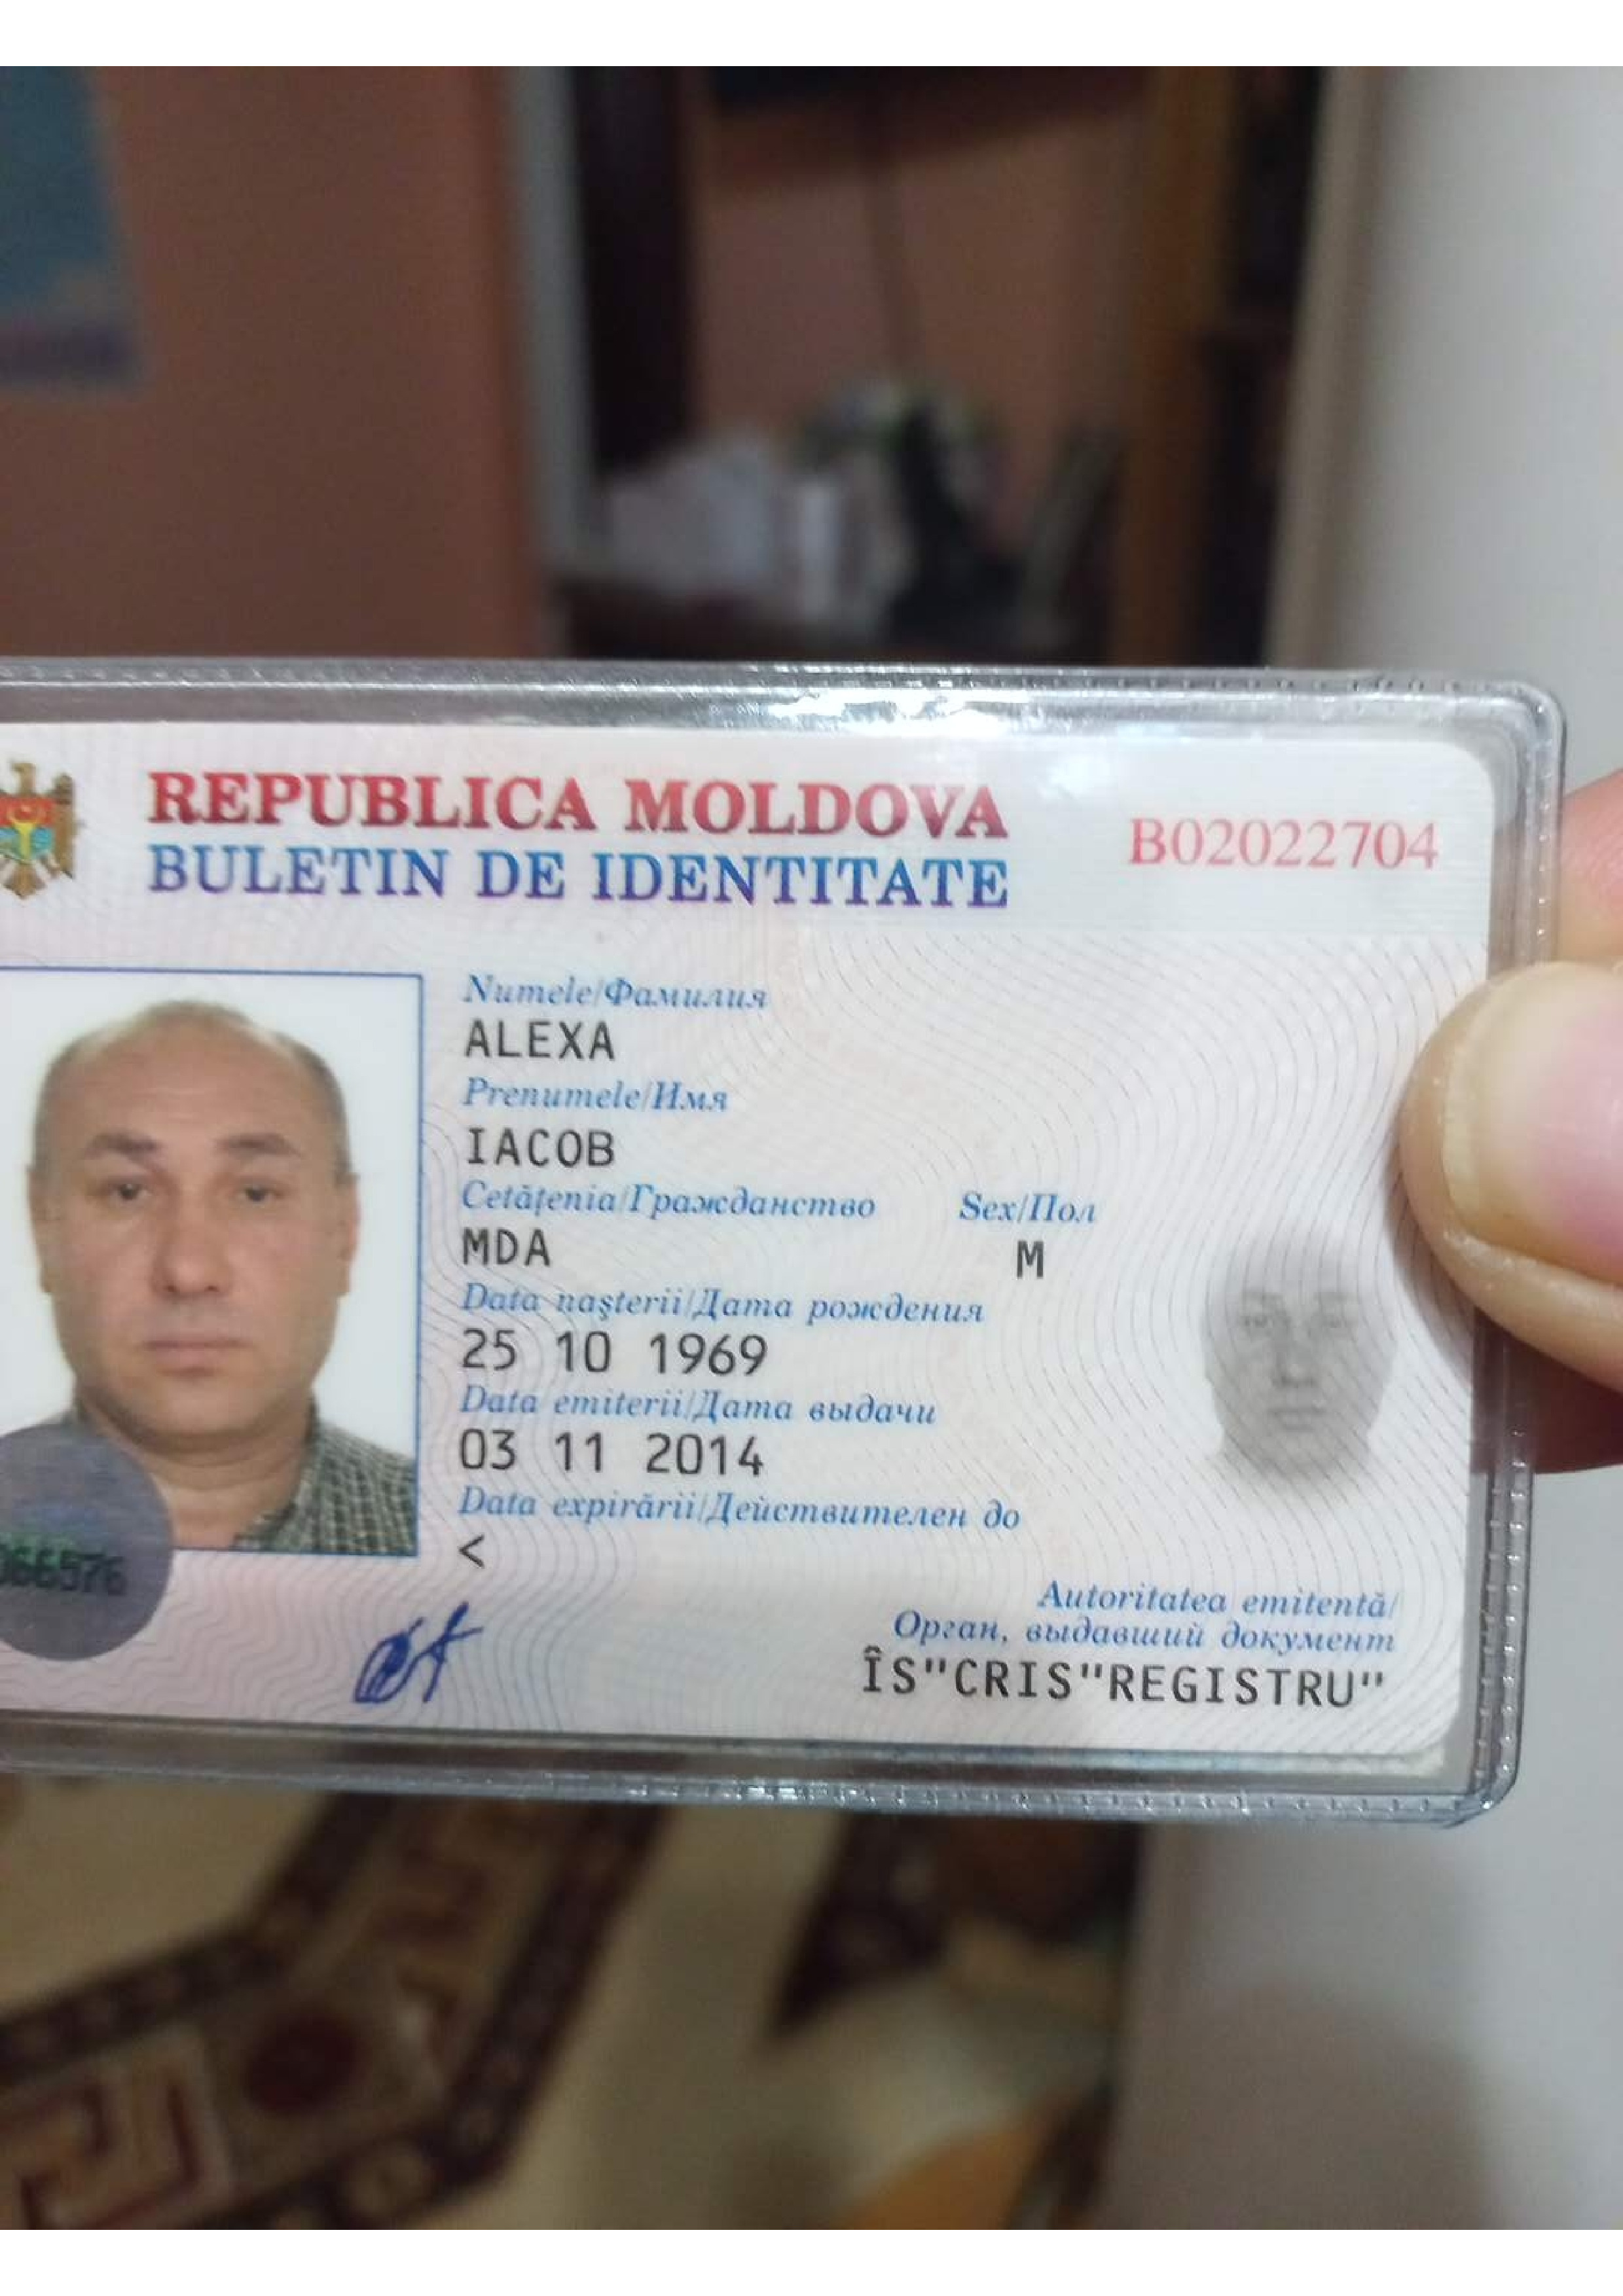 REPUBLICA MOLDOVA
BULETIN DE IDENTITATE
B02022704
Numele/Фамилия
ALEXA
Prenumele/Имя
IACOB
Cetăţenia/Гражданство Sex/Пол
MDA M
Data naşterii/Дата рождения
25 10 1969
Data emiterii/Дата выдачи
03 11 2014
Data expirării/Действителен до
<
066576
Autoritatea emitentă/
Орган, выдавший документ
ÎS"CRIS"REGISTRU"